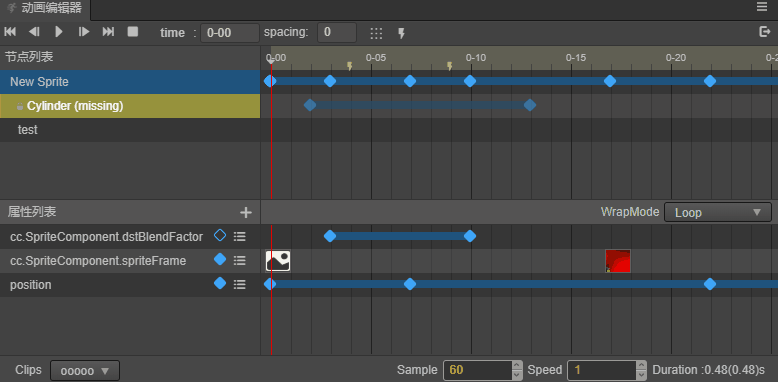 动画编辑器
time : 0-00 spacing: 0
节点列表 0-00 0-05 0-10 0-15 0-20 0-2
New Sprite
Cylinder (missing)
test
属性列表 + WrapMode Loop
cc.SpriteComponent.dstBlendFactor
cc.SpriteComponent.spriteFrame
position
Clips ooooo Sample 60 Speed 1 Duration :0.48(0.48)s